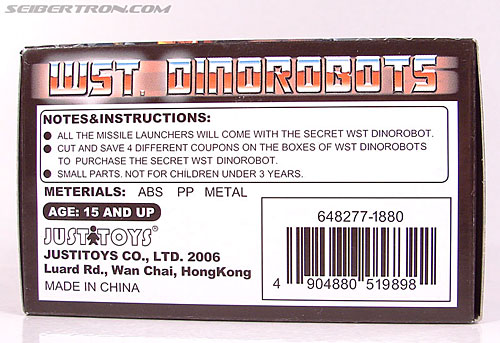 SEIBERTRON.COM
WST. DINOROBOTS
NOTES&INSTRUCTIONS:
● ALL THE MISSILE LAUNCHERS WILL COME WITH THE SECRET WST DINOROBOT.
● CUT AND SAVE 4 DIFFERENT COUPONS ON THE BOXES OF WST DINOROBOTS
TO PURCHASE THE SECRET WST DINOROBOT.
● SMALL PARTS. NOT FOR CHILDREN UNDER 3 YEARS.
METERIALS: ABS PP METAL
AGE: 15 AND UP
JUSTITOYS®
JUSTITOYS CO., LTD. 2006
Luard Rd., Wan Chai, HongKong
MADE IN CHINA
648277-1880
4 904880 519898